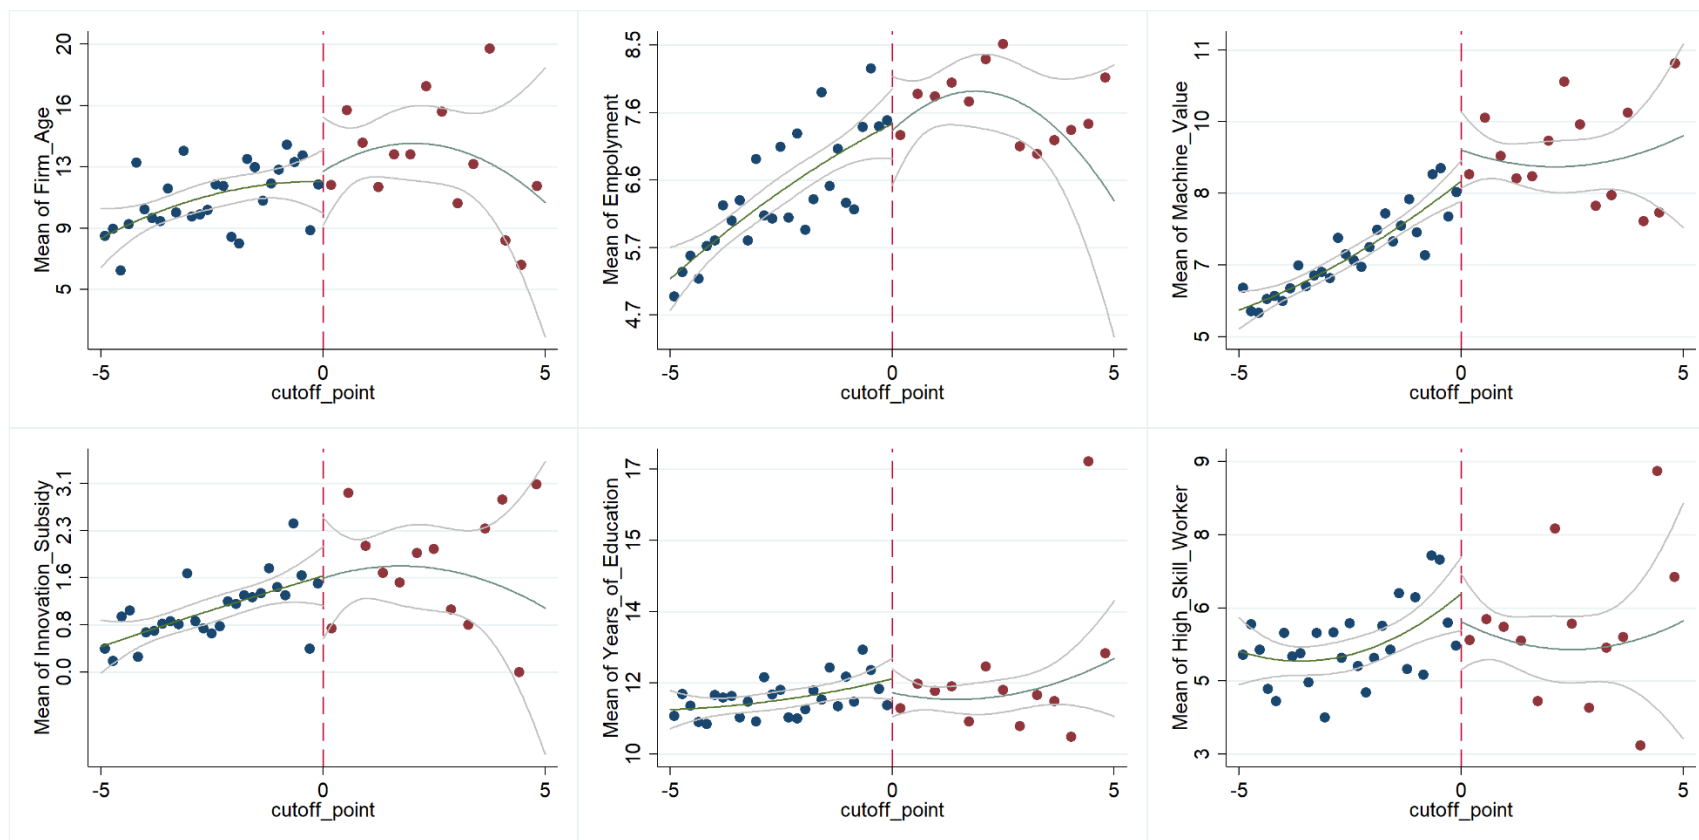 Mean of Firm_Age
20
16
13
9
5
-5 0 5
cutoff_point
Mean of Empolyment
8.5
7.6
6.6
5.7
4.7
-5 0 5
cutoff_point
Mean of Machine_Value
11
10
8
7
5
-5 0 5
cutoff_point
Mean of Innovation_Subsidy
3.1
2.3
1.6
0.8
0.0
-5 0 5
cutoff_point
Mean of Years_of_Education
17
15
14
12
10
-5 0 5
cutoff_point
Mean of High_Skill_Worker
9
8
6
5
3
-5 0 5
cutoff_point